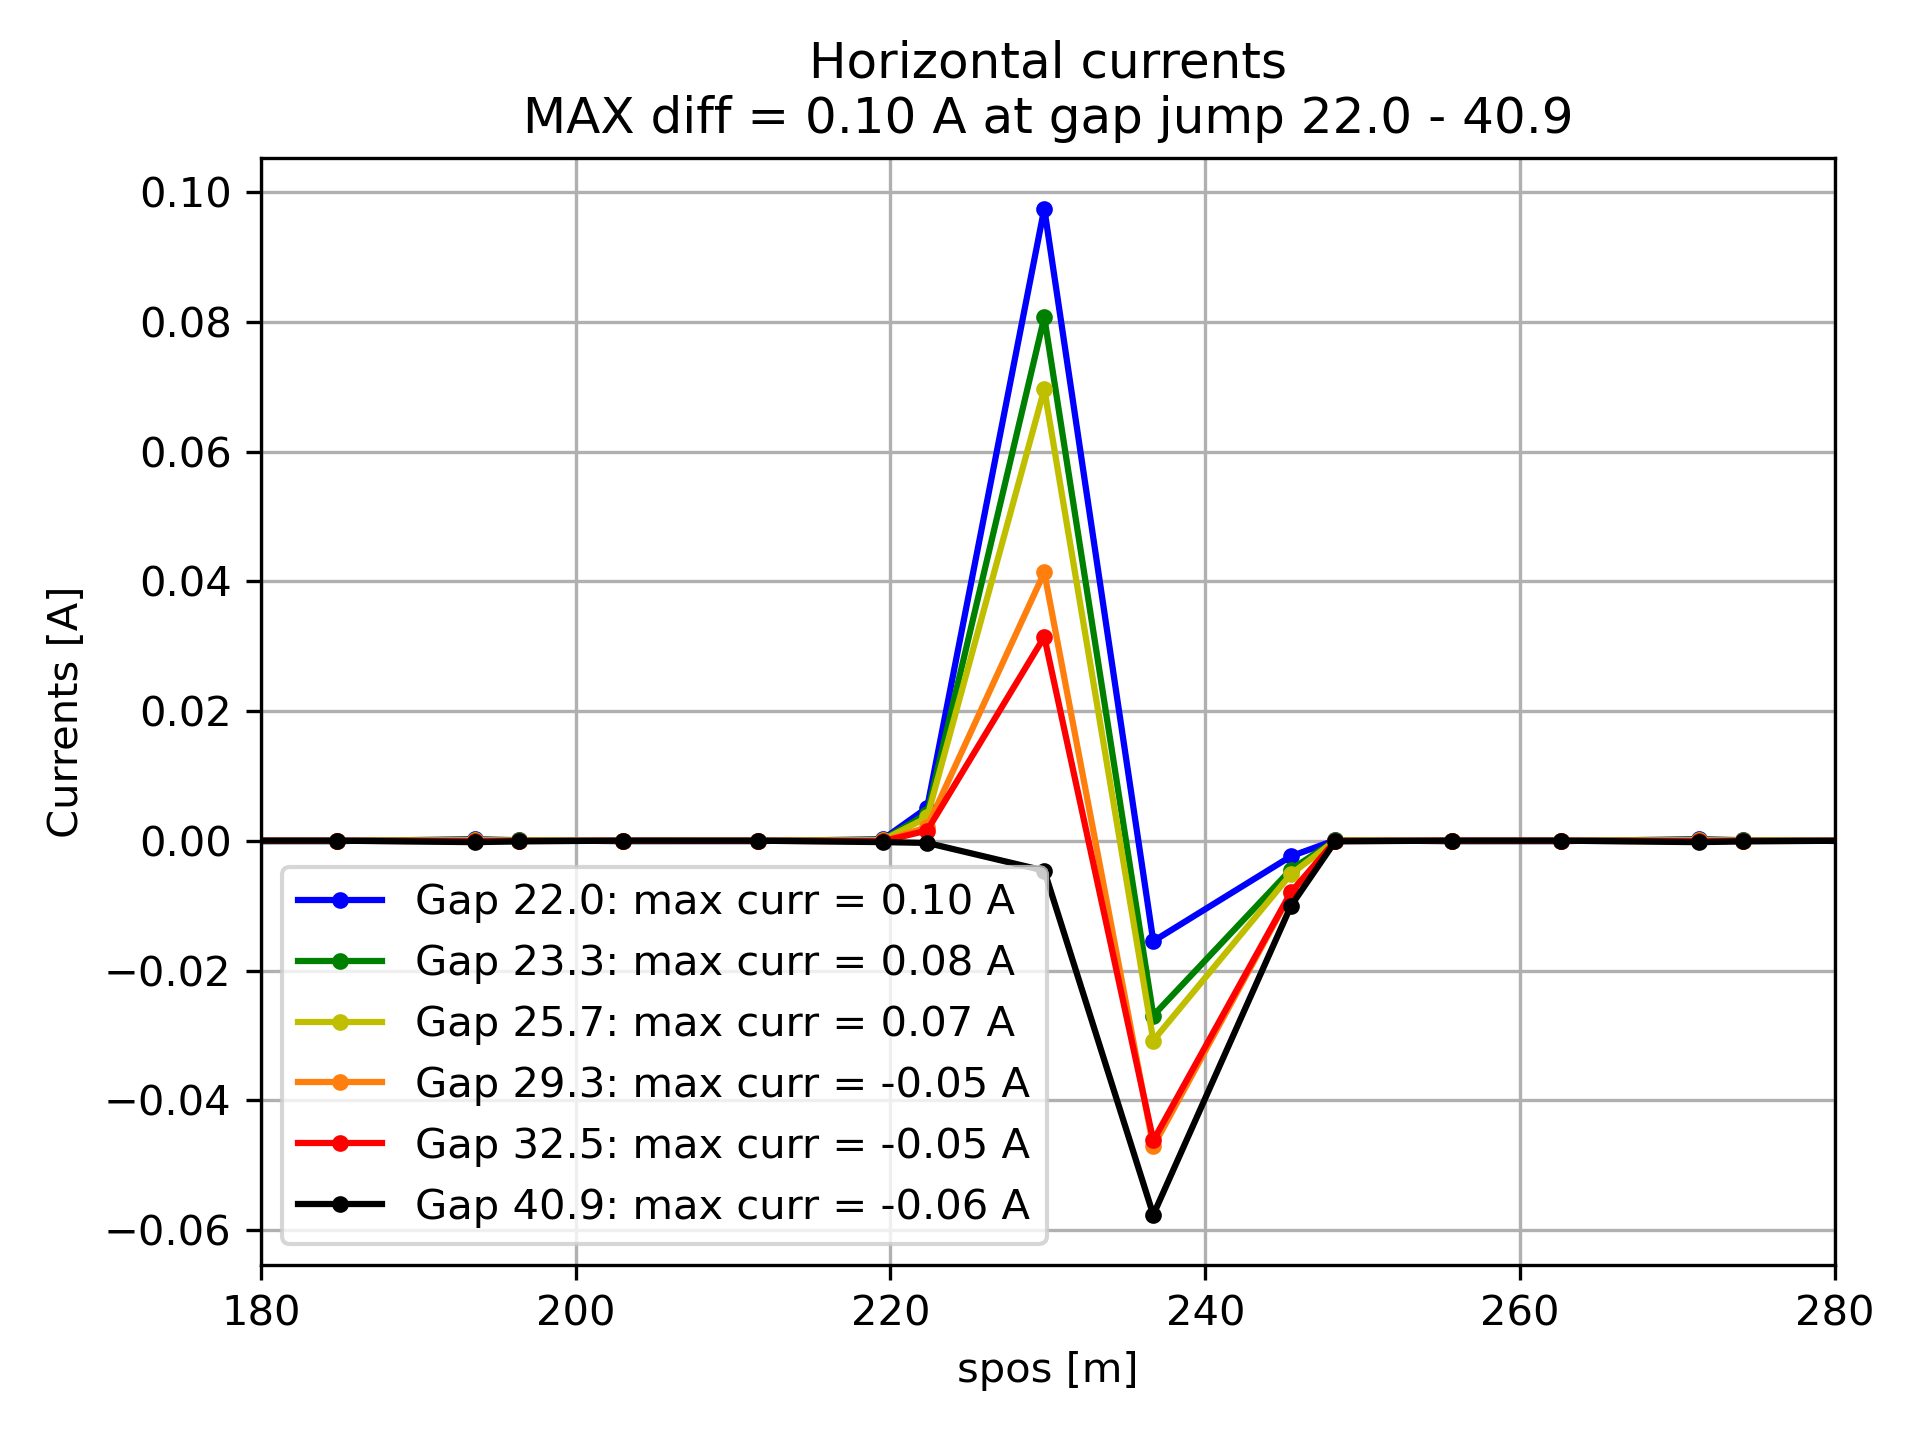 Horizontal currents
MAX diff = 0.10 A at gap jump 22.0 - 40.9
0.10
0.08
0.06
0.04
0.02
0.00
−0.02
−0.04
−0.06
Currents [A]
Gap 22.0: max curr = 0.10 A
Gap 23.3: max curr = 0.08 A
Gap 25.7: max curr = 0.07 A
Gap 29.3: max curr = -0.05 A
Gap 32.5: max curr = -0.05 A
Gap 40.9: max curr = -0.06 A
180 200 220 240 260 280
spos [m]